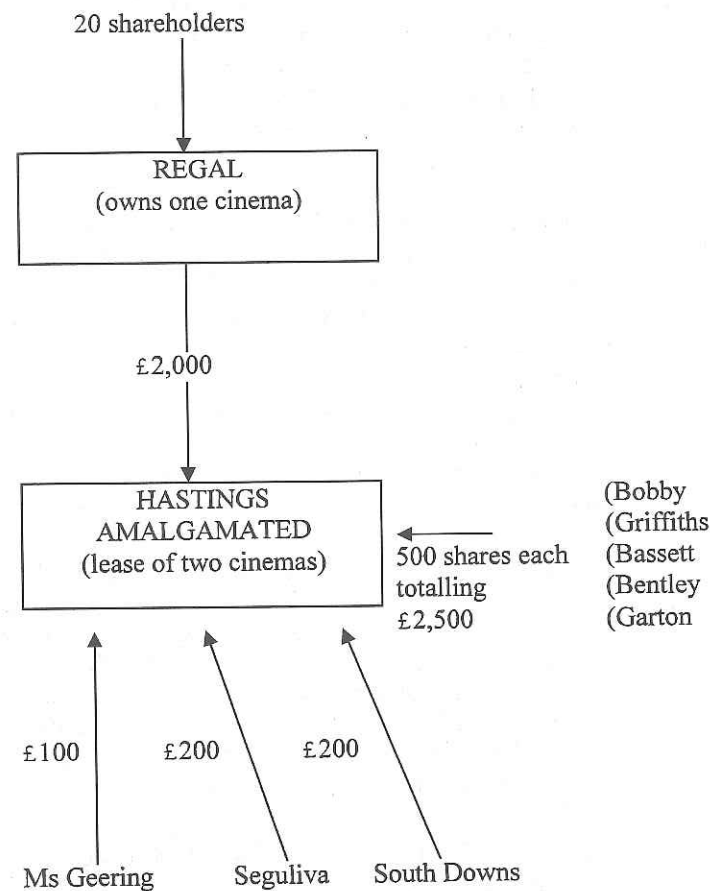 20 shareholders
REGAL
(owns one cinema)
£2,000
HASTINGS
AMALGAMATED
(lease of two cinemas)
500 shares each
totalling
£2,500
(Bobby
(Griffiths
(Bassett
(Bentley
(Garton
£100
£200
£200
Ms Geering
Seguliva
South Downs